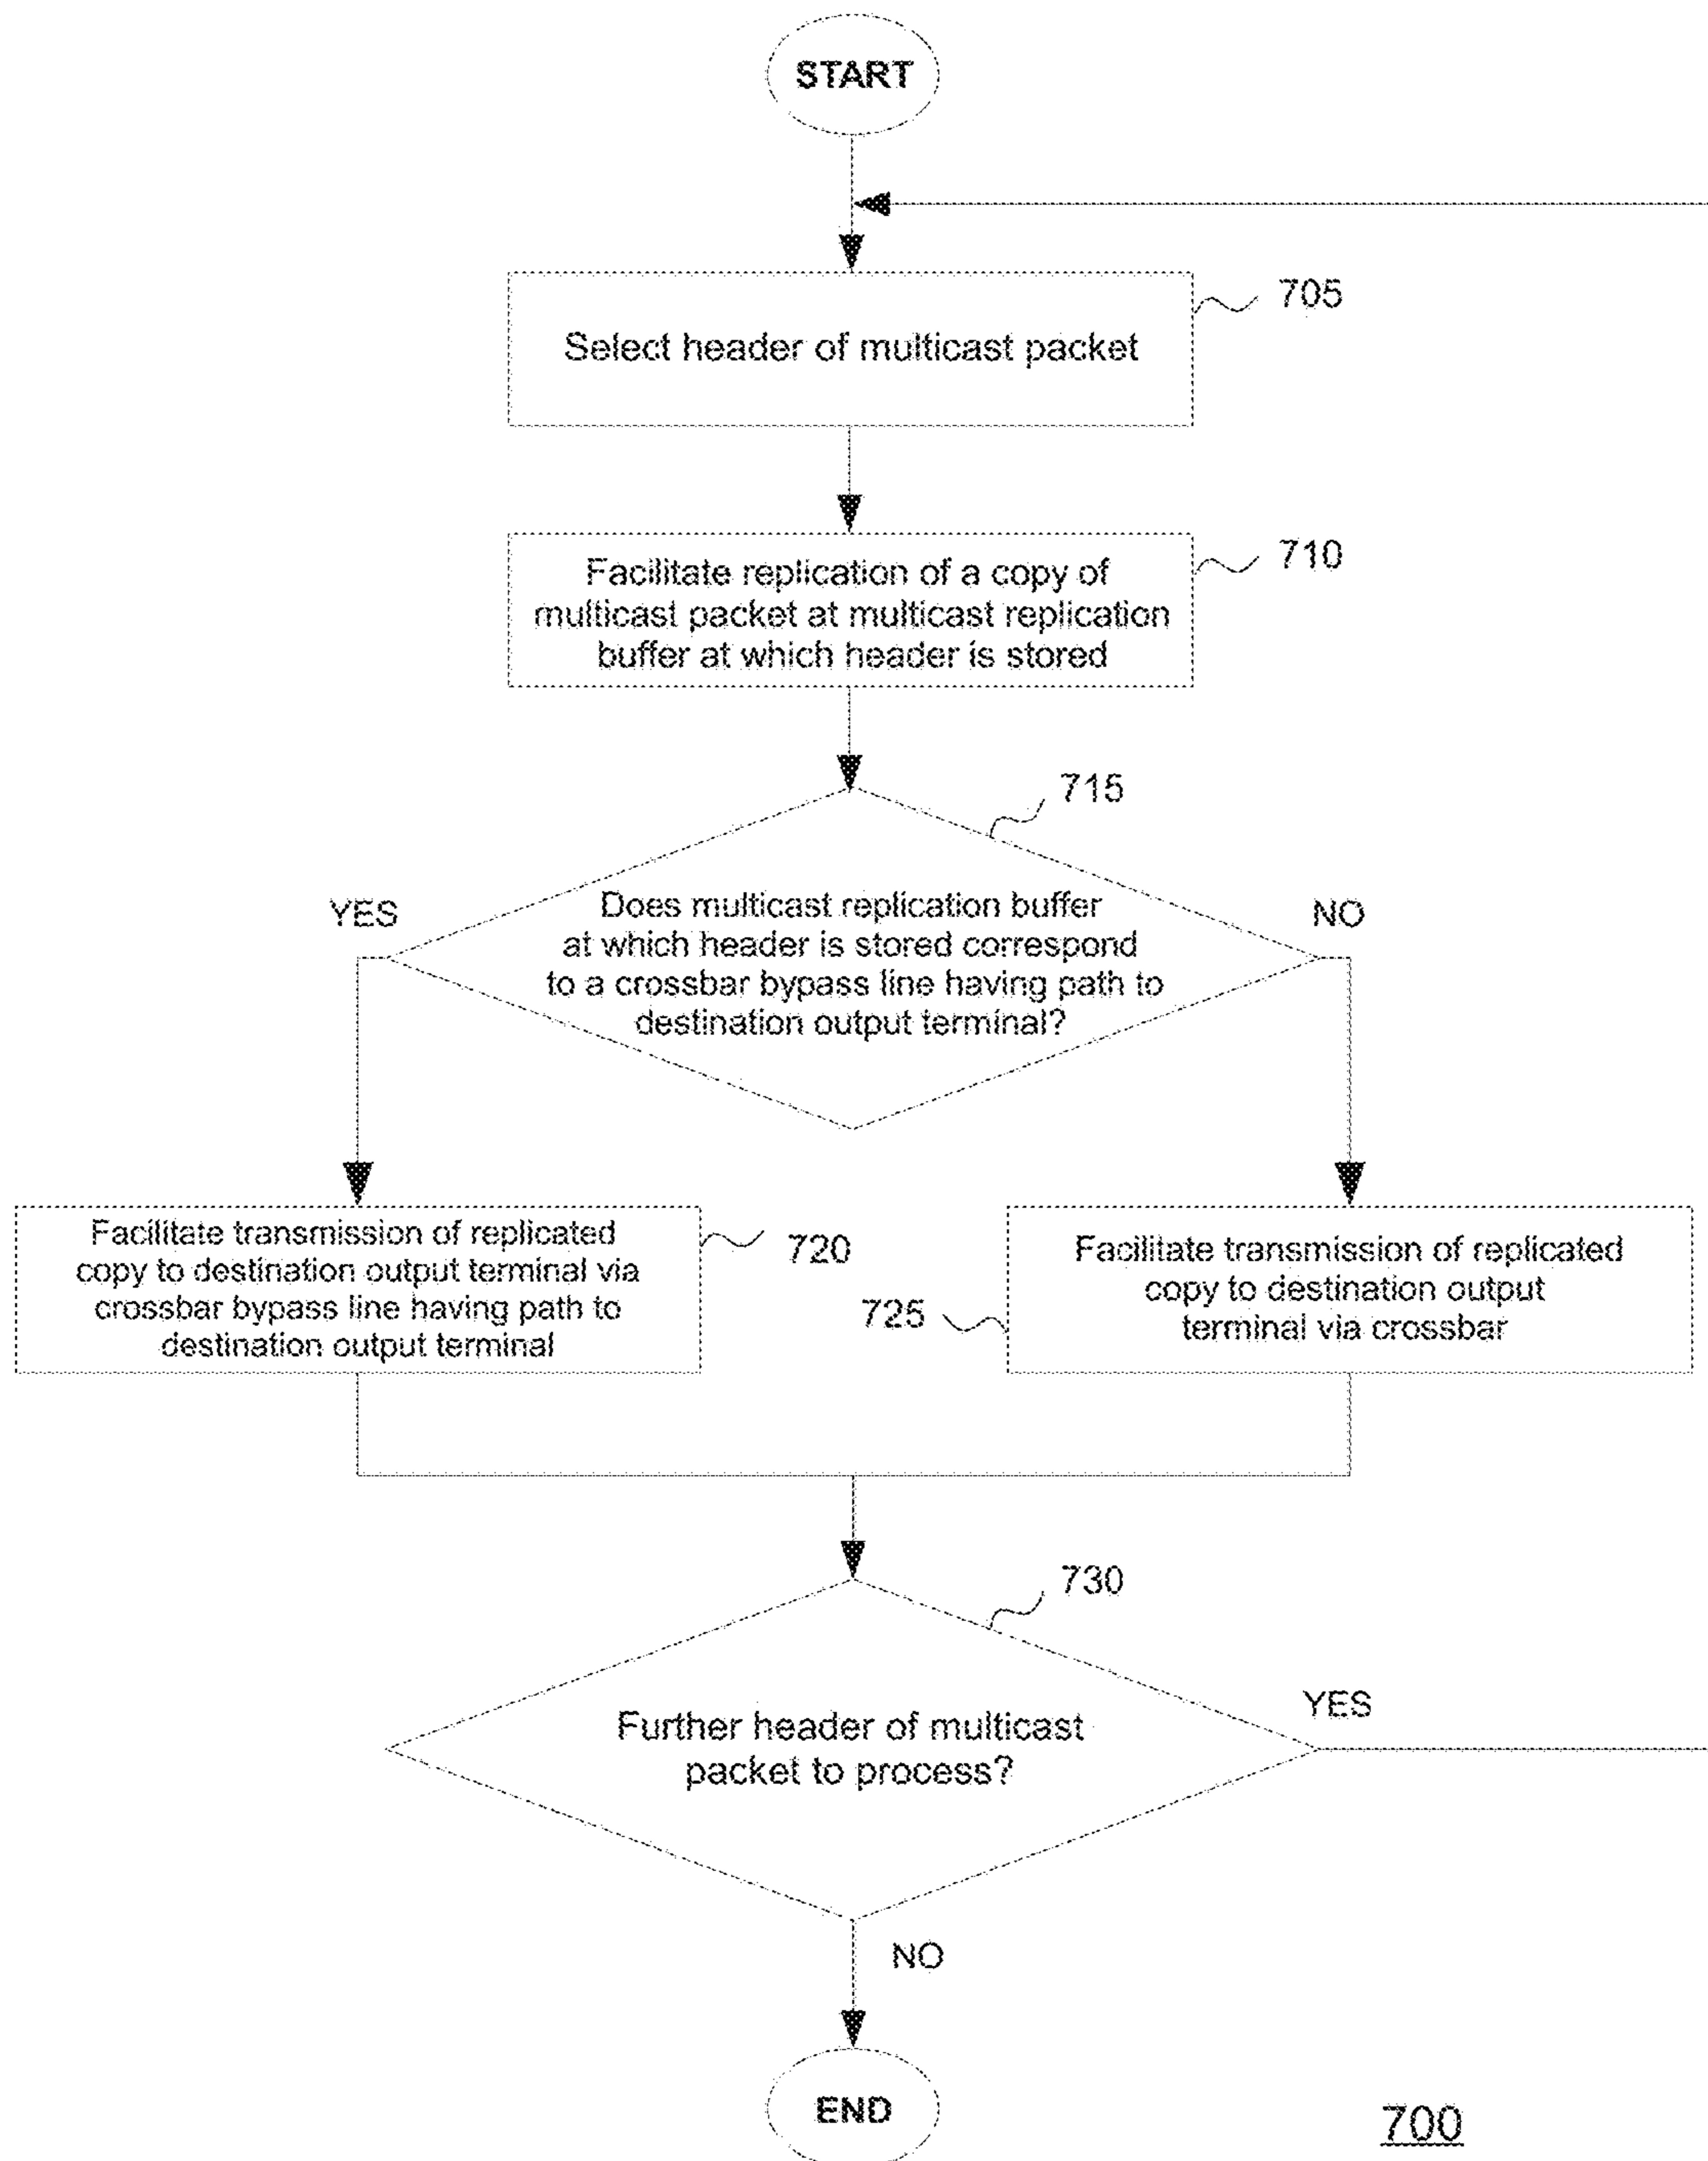 START
Select header of multicast packet
705
Facilitate replication of a copy of
multicast packet at multicast replication
buffer at which header is stored
710
715
YES
Does multicast replication buffer
at which header is stored correspond
to a crossbar bypass line having path to
destination output terminal?
NO
Facilitate transmission of replicated
copy to destination output terminal via
crossbar bypass line having path to
destination output terminal
720
725
Facilitate transmission of replicated
copy to destination output
terminal via crossbar
730
Further header of multicast
packet to process?
YES
NO
END
700